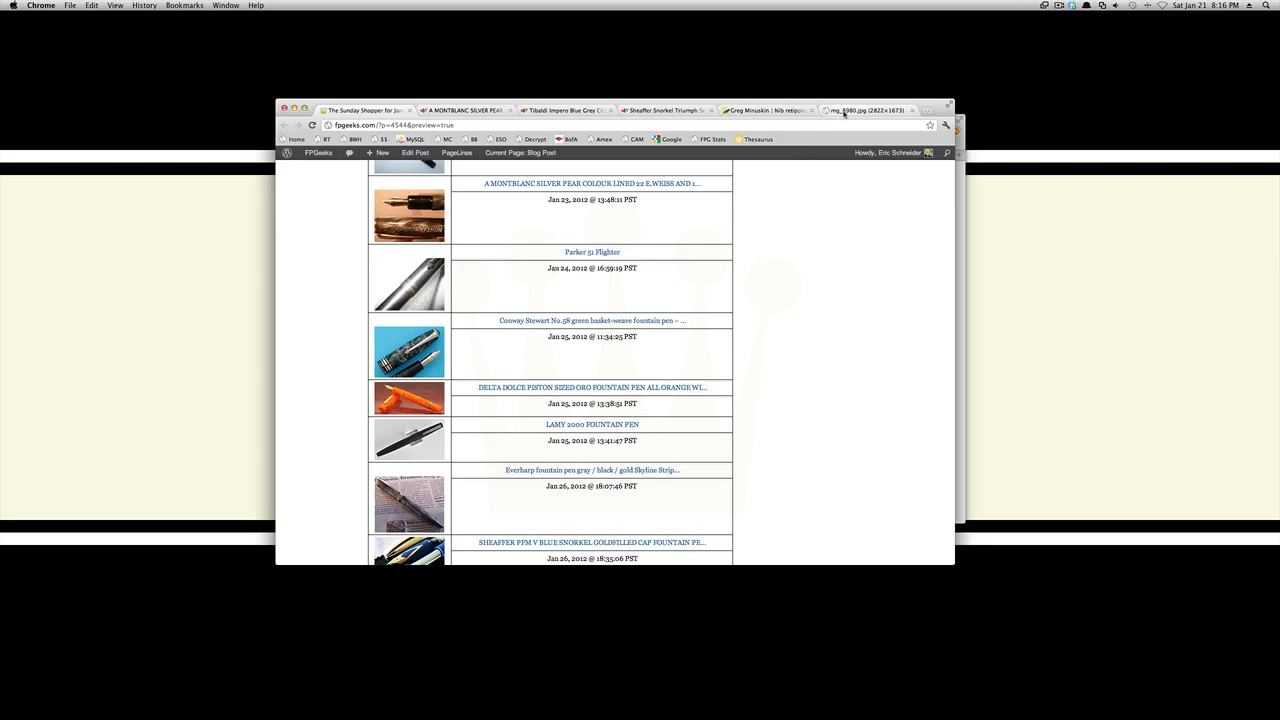 Chrome File Edit View History Bookmarks Window Help
Sat Jan 21 8:16 PM
The Sunday Shopper for Jan
A MONTBLANC SILVER PEAR
Tibaldi Impero Blue Grey Ce
Sheaffer Snorkel Triumph S
Greg Minuskin | Nib retippin
mg_5980.jpg (2822×1673)
fpgeeks.com/?p=4544&preview=true
Home RT BWH $$ MySQL MC BB ESO Decrypt BofA Amex CAM Google FPG Stats Thesaurus
FPGeeks + New Edit Post PageLines Current Page: Blog Post Howdy, Eric Schneider
A MONTBLANC SILVER PEAR COLOUR LINED 22 E.WEISS AND 1...
Jan 23, 2012 @ 13:48:11 PST
Parker 51 Flighter
Jan 24, 2012 @ 16:59:19 PST
Conway Stewart No.58 green basket-weave fountain pen – ...
Jan 25, 2012 @ 11:34:25 PST
DELTA DOLCE PISTON SIZED ORO FOUNTAIN PEN ALL ORANGE WI...
Jan 25, 2012 @ 13:38:51 PST
LAMY 2000 FOUNTAIN PEN
Jan 25, 2012 @ 13:41:47 PST
Everharp fountain pen gray / black / gold Skyline Strip...
Jan 26, 2012 @ 18:07:46 PST
SHEAFFER PFM V BLUE SNORKEL GOLDFILLED CAP FOUNTAIN PE...
Jan 26, 2012 @ 18:35:06 PST